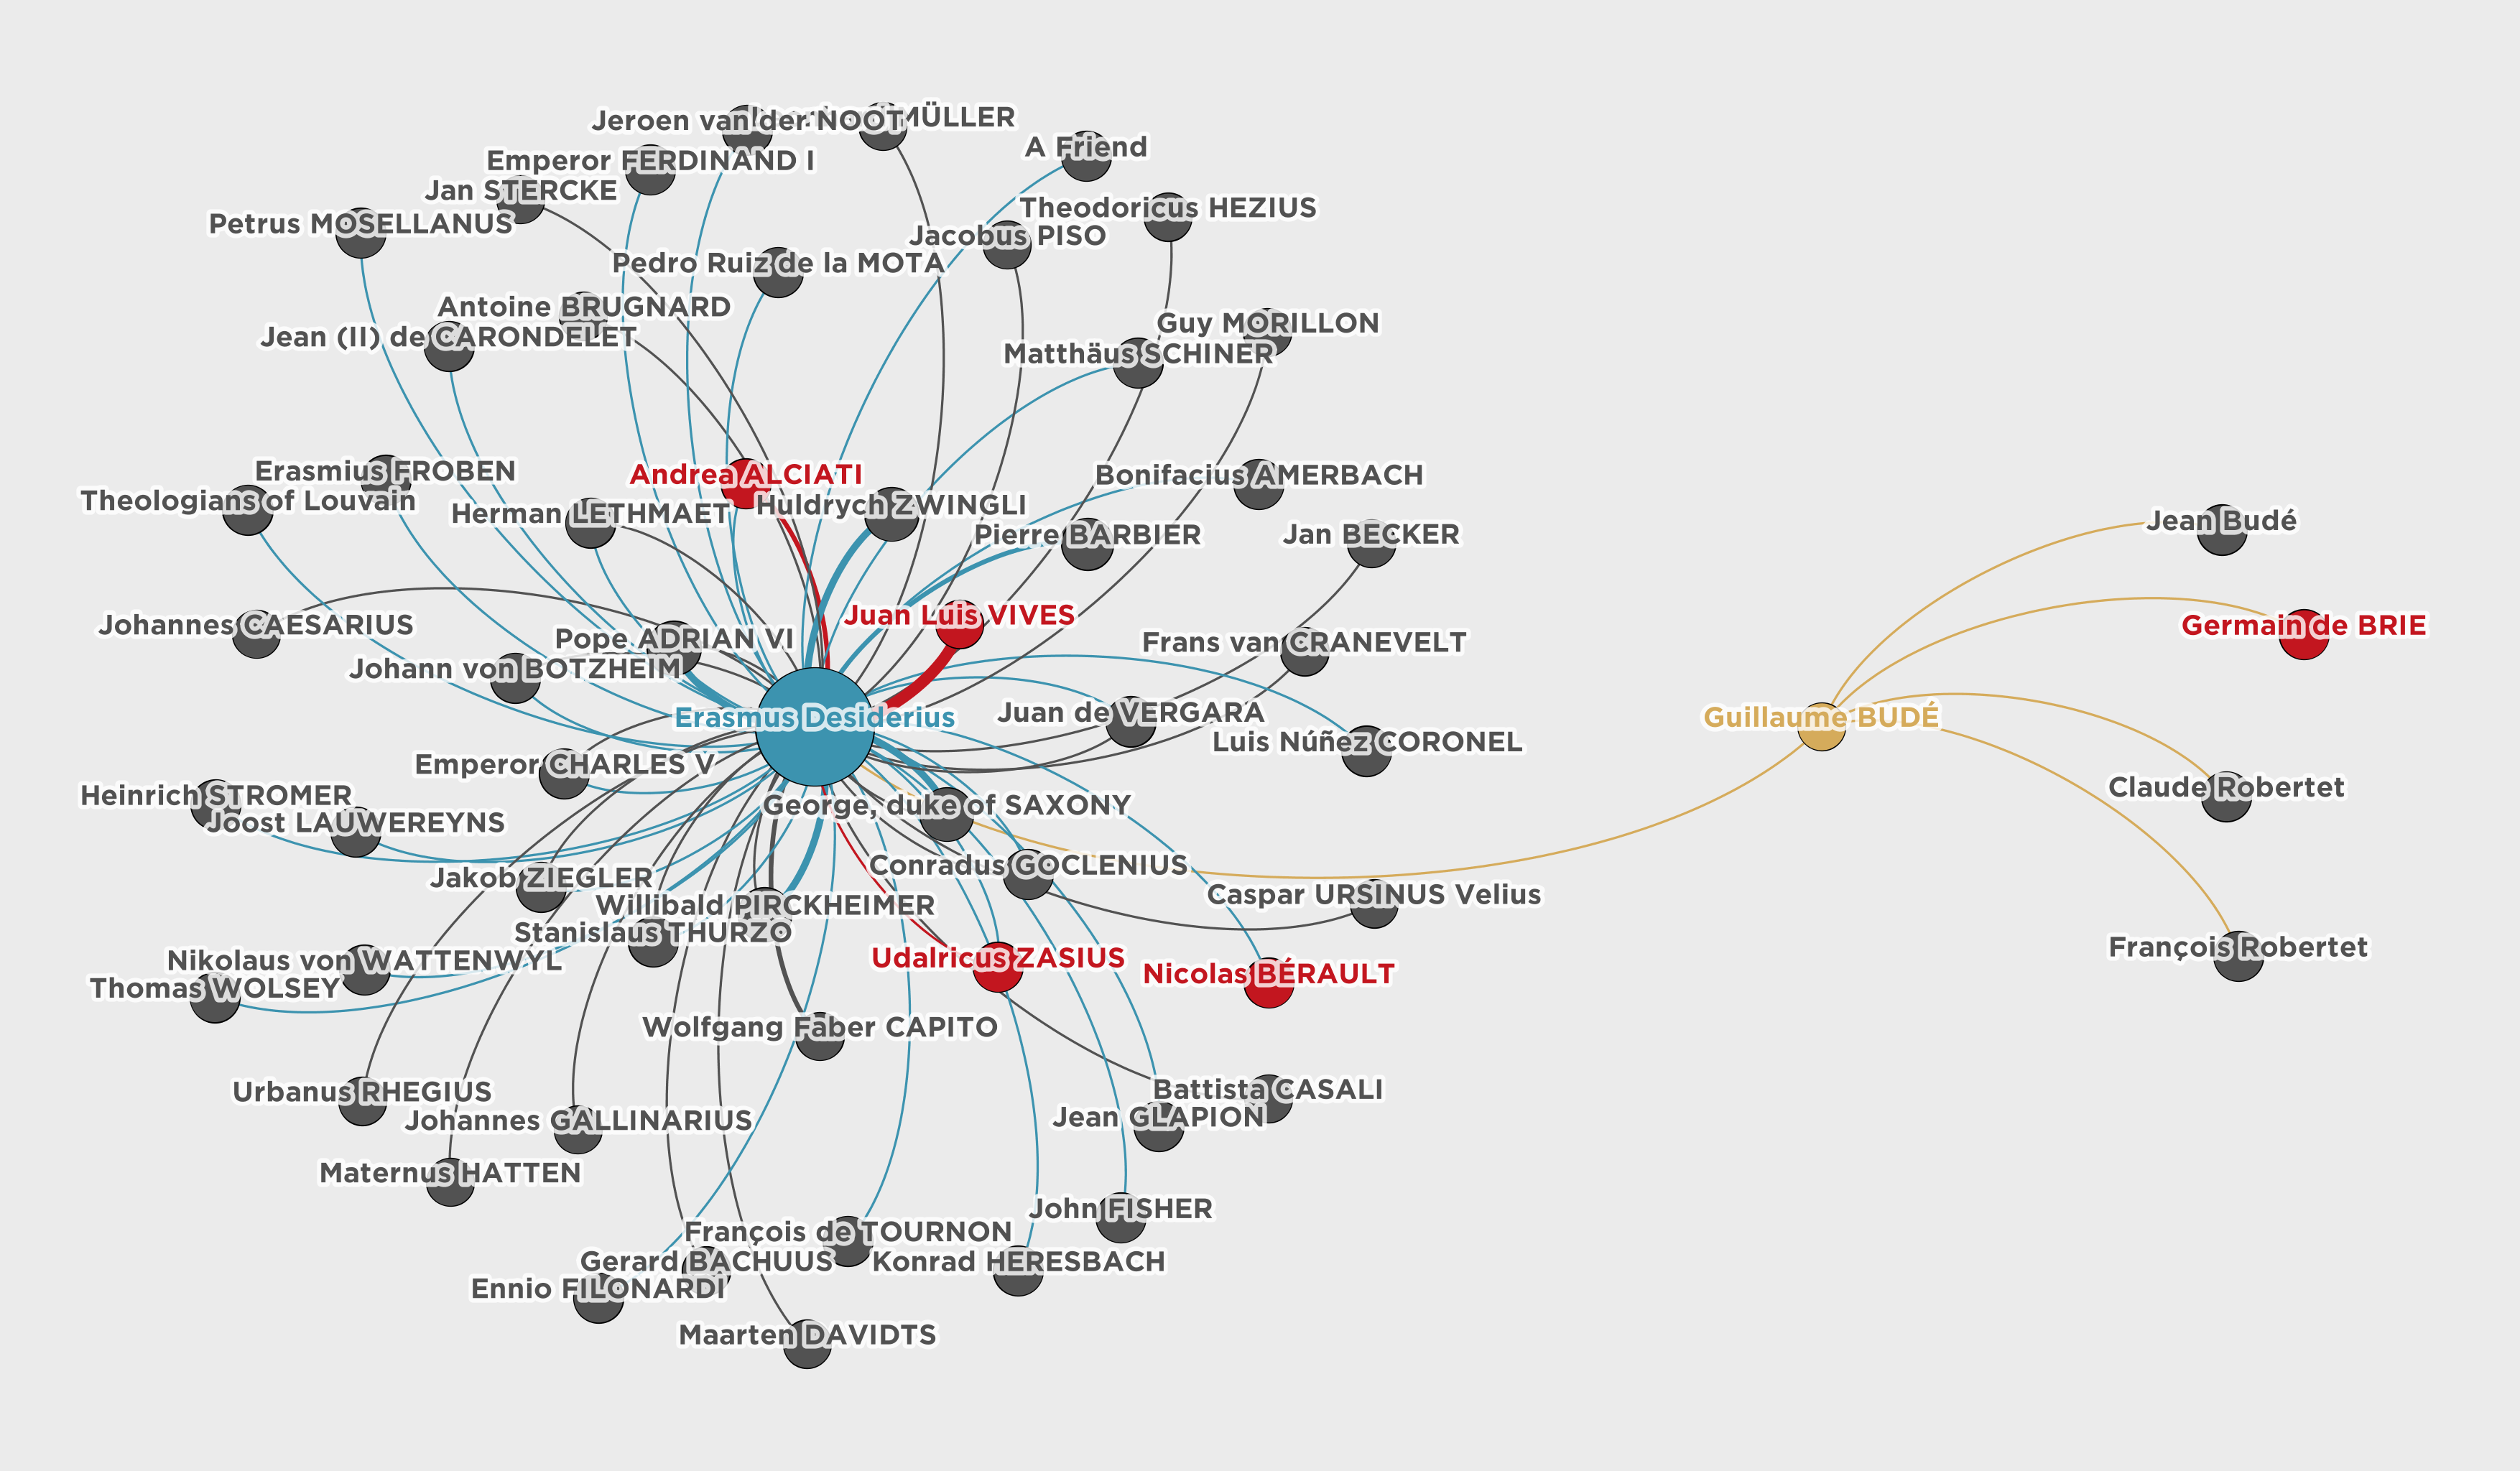 Jeroen van der NOOT
MÜLLER
A Friend
Emperor FERDINAND I
Jan STERCKE
Theodoricus HEZIUS
Petrus MOSELLANUS
Jacobus PISO
Pedro Ruiz de la MOTA
Antoine BRUGNARD
Guy MORILLON
Jean (II) de CARONDELET
Matthäus SCHINER
Erasmius FROBEN
Andrea ALCIATI
Bonifacius AMERBACH
Theologians of Louvain
Huldrych ZWINGLI
Herman LETHMAET
Jean Budé
Pierre BARBIER
Jan BECKER
Juan Luis VIVES
Johannes CAESARIUS
Germain de BRIE
Pope ADRIAN VI
Frans van CRANEVELT
Johann von BOTZHEIM
Juan de VERGARA
Erasmus Desiderius
Guillaume BUDÉ
Luis Núñez CORONEL
Emperor CHARLES V
Claude Robertet
Heinrich STROMER
George, duke of SAXONY
Joost LAUWEREYNS
Conradus GOCLENIUS
Jakob ZIEGLER
Caspar URSINUS Velius
Willibald PIRCKHEIMER
Stanislaus THURZO
François Robertet
Udalricus ZASIUS
Nikolaus von WATTENWYL
Nicolas BÉRAULT
Thomas WOLSEY
Wolfgang Faber CAPITO
Urbanus RHEGIUS
Battista CASALI
Jean GLAPION
Johannes GALLINARIUS
Maternus HATTEN
John FISHER
François de TOURNON
Gerard BACHUUS
Konrad HERESBACH
Ennio FILONARDI
Maarten DAVIDTS